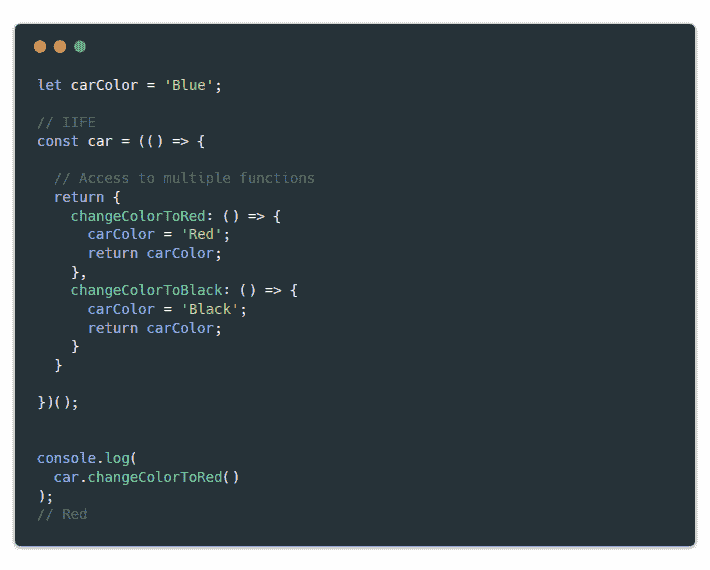 let carColor = 'Blue';
// IIFE
const car = (() => {
// Access to multiple functions
return {
changeColorToRed: () => {
carColor = 'Red';
return carColor;
},
changeColorToBlack: () => {
carColor = 'Black';
return carColor;
}
}
})();
console.log(
car.changeColorToRed()
);
// Red